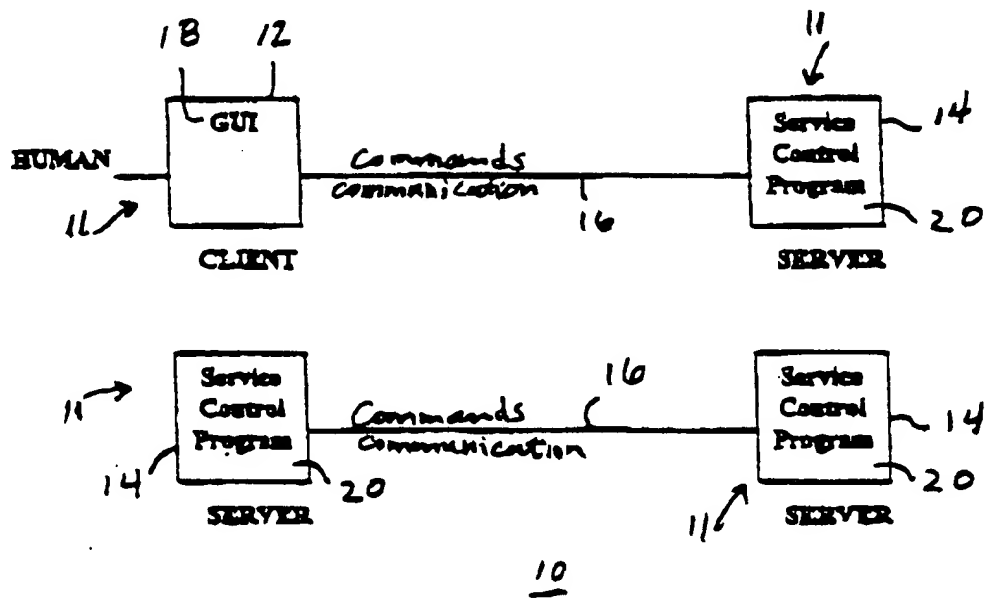 18 12 11
GUI
Service
Control
Program
14
HUMAN
Commands
communication
16
11
20
CLIENT
SERVER
11
Service
Control
Program
16
Commands
communication
Service
Control
Program
14
14
20
20
SERVER
11
SERVER
10